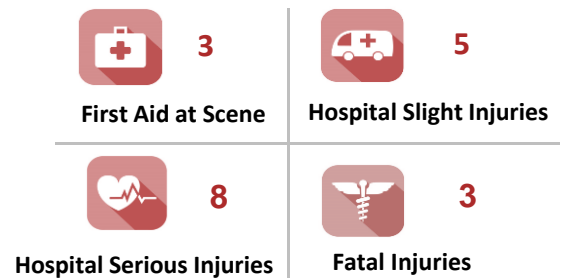 3
First Aid at Scene
5
Hospital Slight Injuries
8
Hospital Serious Injuries
3
Fatal Injuries